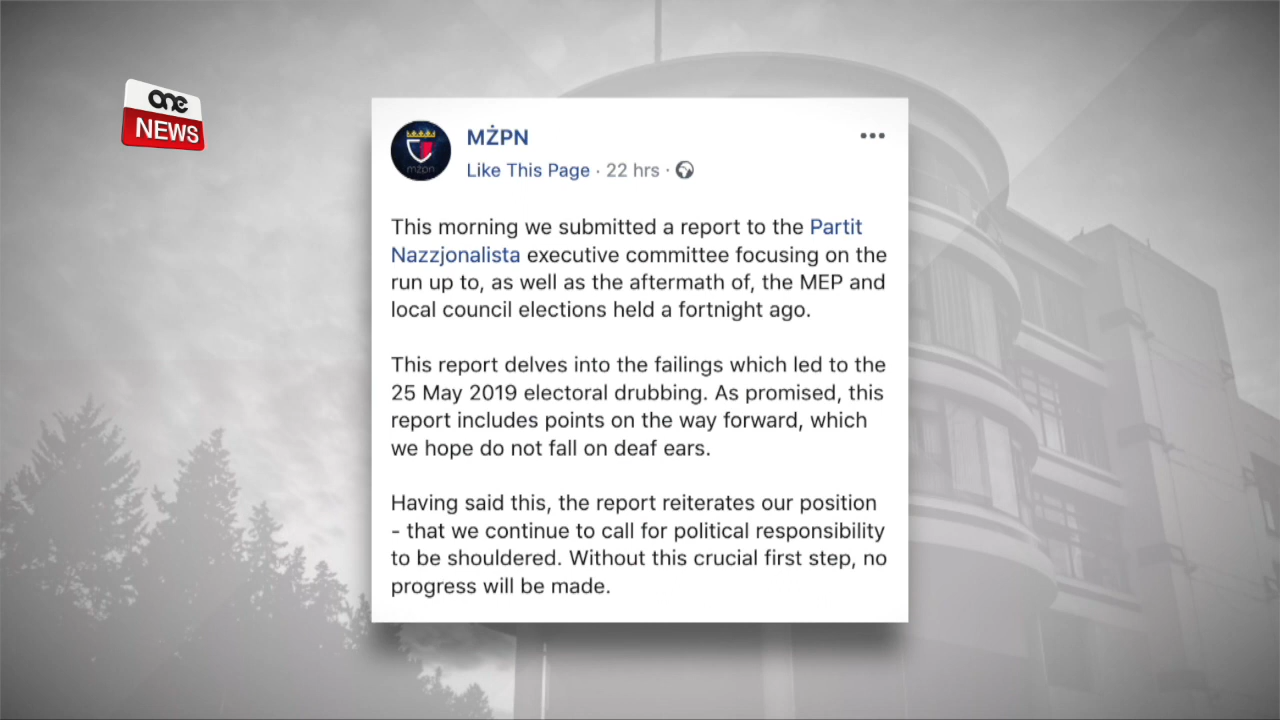 one
NEWS
mżpn
MŻPN
Like This Page · 22 hrs ·
This morning we submitted a report to the Partit
Nazzjonalista executive committee focusing on the
run up to, as well as the aftermath of, the MEP and
local council elections held a fortnight ago.
This report delves into the failings which led to the
25 May 2019 electoral drubbing. As promised, this
report includes points on the way forward, which
we hope do not fall on deaf ears.
Having said this, the report reiterates our position
- that we continue to call for political responsibility
to be shouldered. Without this crucial first step, no
progress will be made.